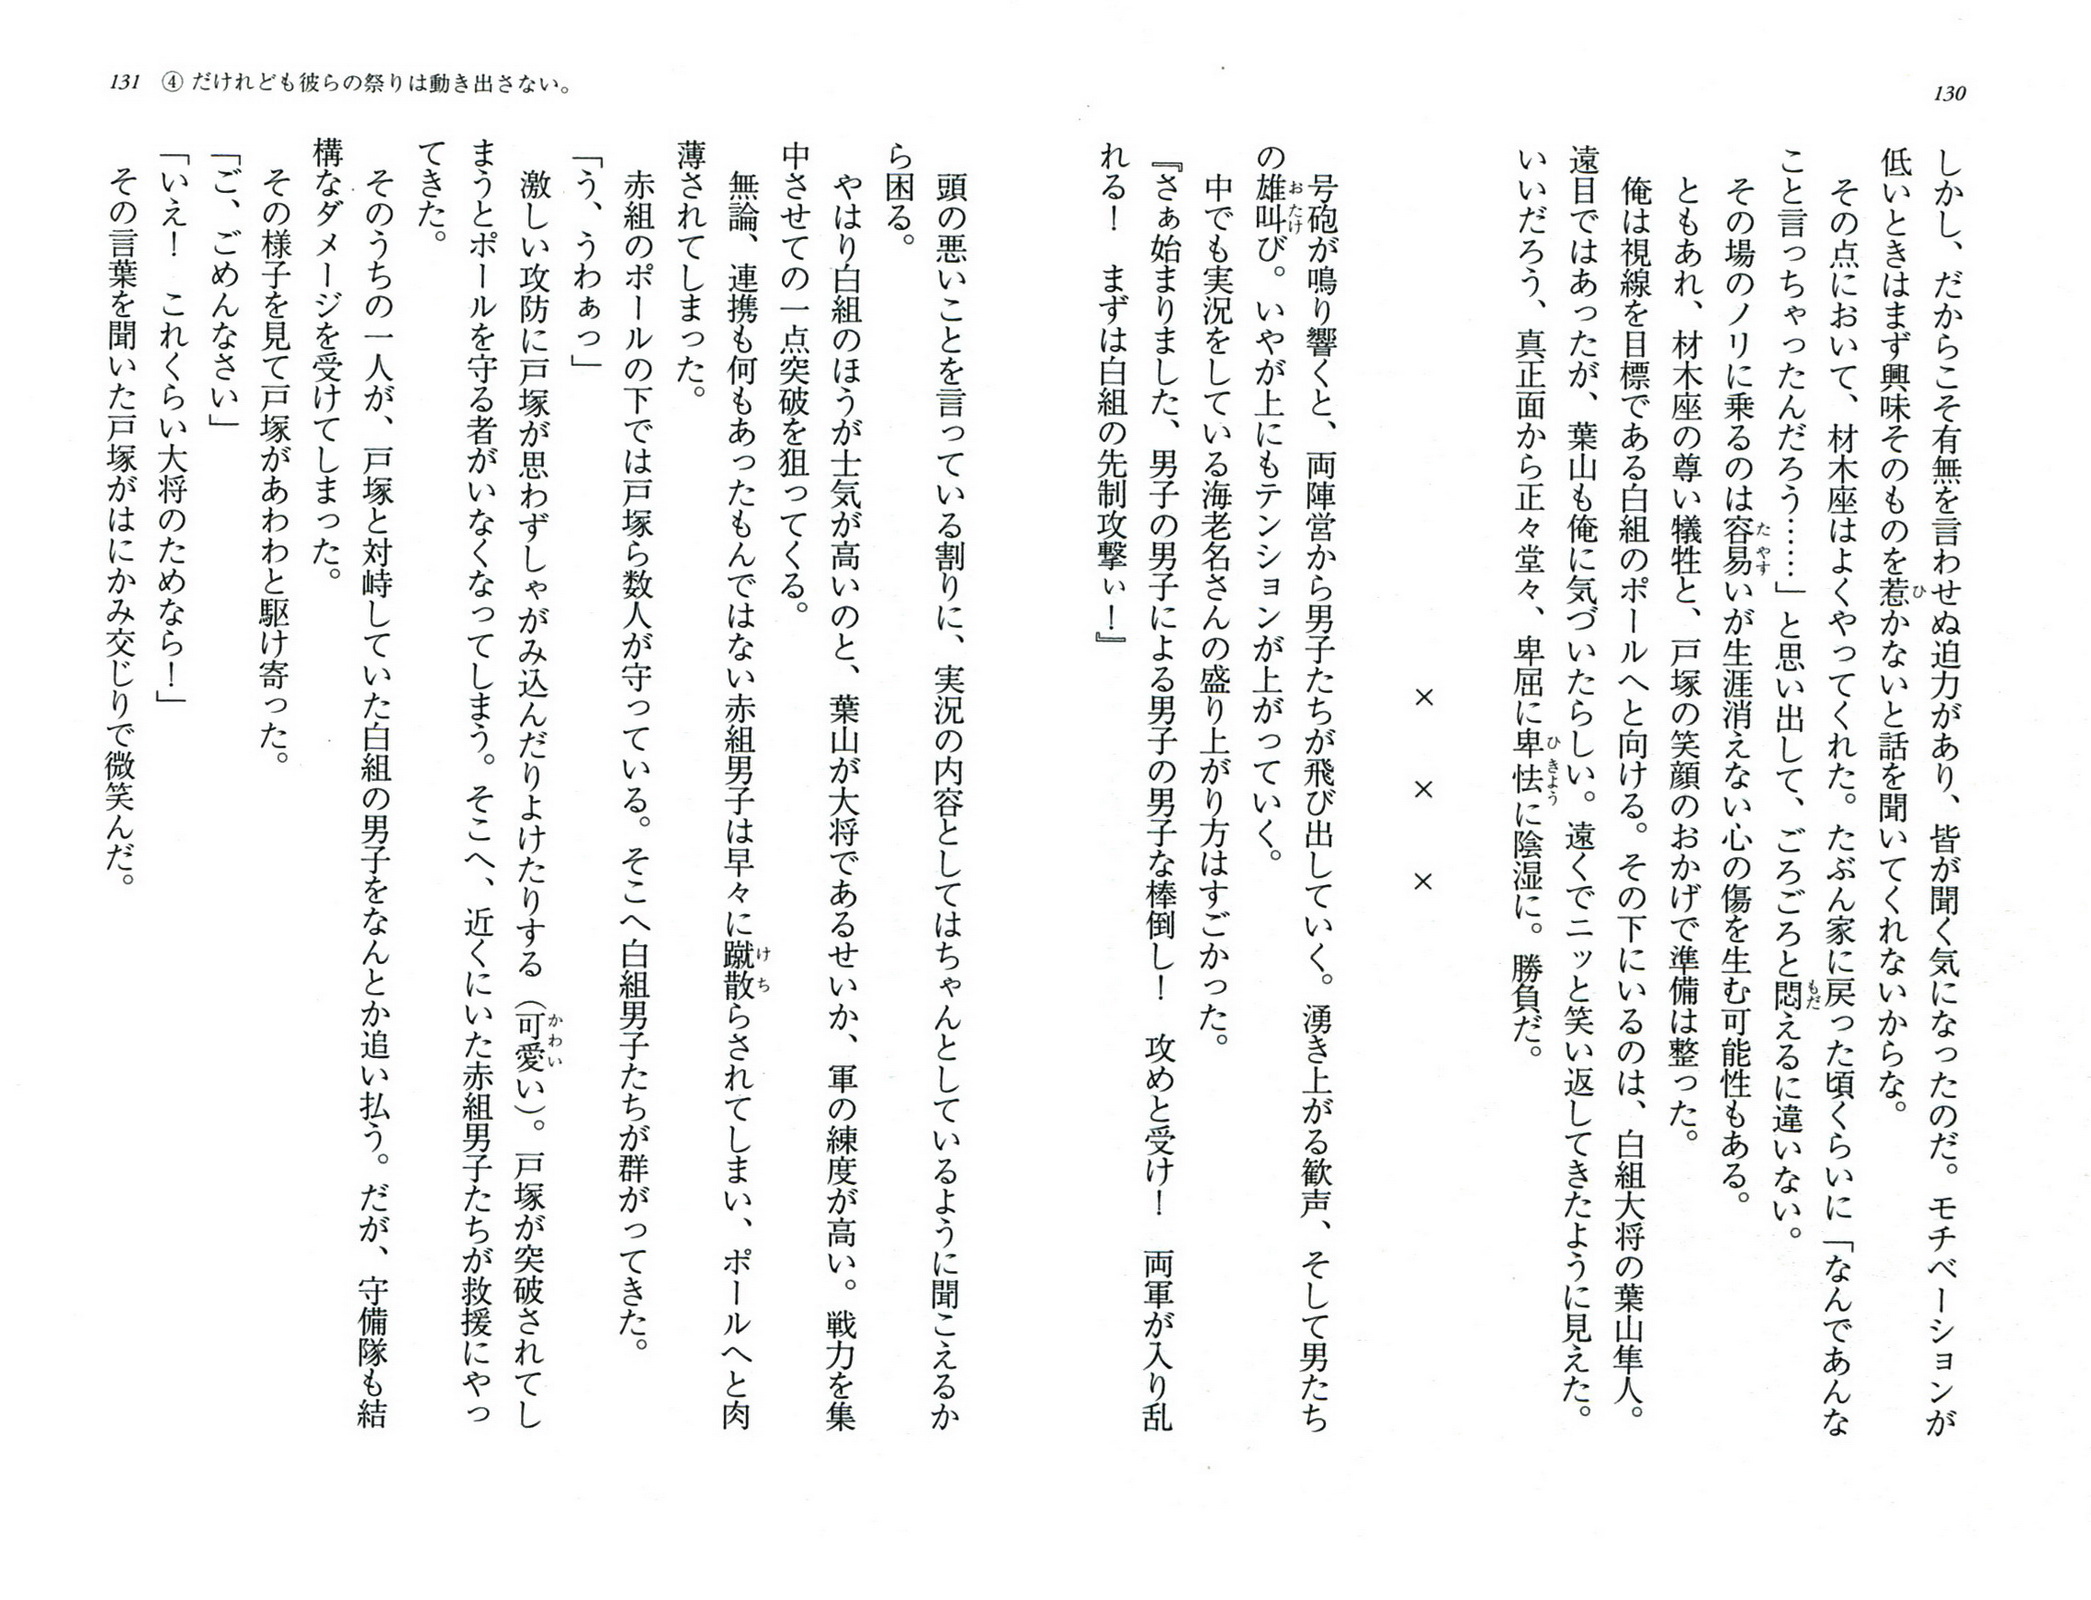 130
しかし、だからこそ有無を言わせぬ迫力があり、皆が聞く気になったのだ。モチベーションが
低いときはまず興味そのものを惹かないと話を聞いてくれないからな。
その点において、材木座はよくやってくれた。たぶん家に戻った頃くらいに「なんであんな
こと言っちゃったんだろう……」と思い出して、ごろごろと悶えるに違いない。
その場のノリに乗るのは容易いが生涯消えない心の傷を生む可能性もある。
ともあれ、材木座の尊い犠牲と、戸塚の笑顔のおかげで準備は整った。
俺は視線を目標である白組のポールへと向ける。その下にいるのは、白組大将の葉山隼人。
遠目ではあったが、葉山も俺に気づいたらしい。遠くでニッと笑い返してきたように見えた。
いいだろう、真正面から正々堂々、卑屈に卑怯に陰湿に。勝負だ。
× × ×
号砲が鳴り響くと、両陣営から男子たちが飛び出していく。湧き上がる歓声、そして男たち
の雄叫び。いやが上にもテンションが上がっていく。
中でも実況をしている海老名さんの盛り上がり方はすごかった。
『さぁ始まりました、男子の男子による男子の男子な棒倒し！　攻めと受け！　両軍が入り乱
れる！　まずは白組の先制攻撃ぃ！』
131 ④ だけれども彼らの祭りは動き出さない。
頭の悪いことを言っている割りに、実況の内容としてはちゃんとしているように聞こえるか
ら困る。
やはり白組のほうが士気が高いのと、葉山が大将であるせいか、軍の練度が高い。戦力を集
中させての一点突破を狙ってくる。
無論、連携も何もあったもんではない赤組男子は早々に蹴散らされてしまい、ポールへと肉
薄されてしまった。
赤組のポールの下では戸塚ら数人が守っている。そこへ白組男子たちが群がってきた。
「う、うわぁっ」
激しい攻防に戸塚が思わずしゃがみ込んだりよけたりする（可愛い）。戸塚が突破されてし
まうとポールを守る者がいなくなってしまう。そこへ、近くにいた赤組男子たちが救援にやっ
てきた。
そのうちの一人が、戸塚と対峙していた白組の男子をなんとか追い払う。だが、守備隊も結
構なダメージを受けてしまった。
その様子を見て戸塚があわわと駆け寄った。
「ご、ごめんなさい」
「いえ！　これくらい大将のためなら！」
その言葉を聞いた戸塚がはにかみ交じりで微笑んだ。